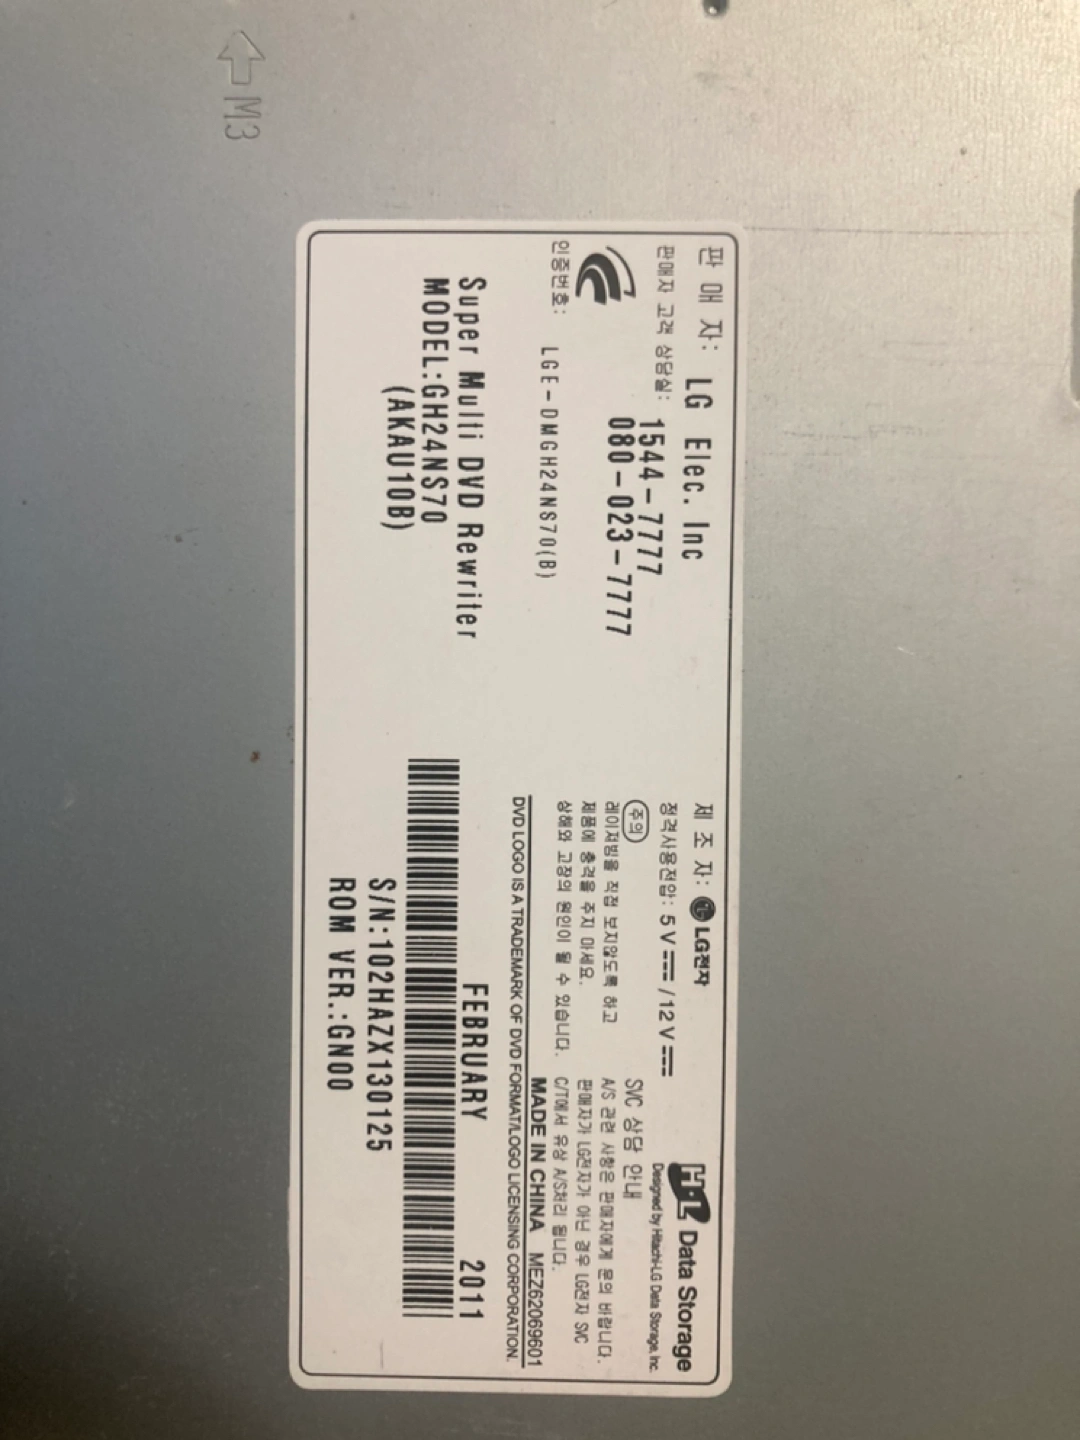 M3
판 매 자: LG Elec. Inc
판매자 고객 상담실: 1544-7777
080-023-7777
인증번호: LGE-DMGH24NS70(B)
Super Multi DVD Rewriter
MODEL:GH24NS70
(AKAU10B)
제 조 자: LG LG전자
정격사용전압: 5 V / 12 V
주의
레이저빔을 직접 보지않도록 하고
제품에 충격을 주지 마세요.
상해와 고장의 원인이 될 수 있습니다.
H·L Data Storage
Designed by Hitachi-LG Data Storage, Inc.
SVC 상담 안내
A/S 관련 사항은 판매자에게 문의 바랍니다.
판매자가 LG전자가 아닌 경우 LG전자 SVC
C/T에서 유상 A/S처리 됩니다.
MADE IN CHINA MEZ62069601
DVD LOGO IS A TRADEMARK OF DVD FORMAT/LOGO LICENSING CORPORATION.
FEBRUARY 2011
S/N:102HAZX130125
ROM VER.:GN00